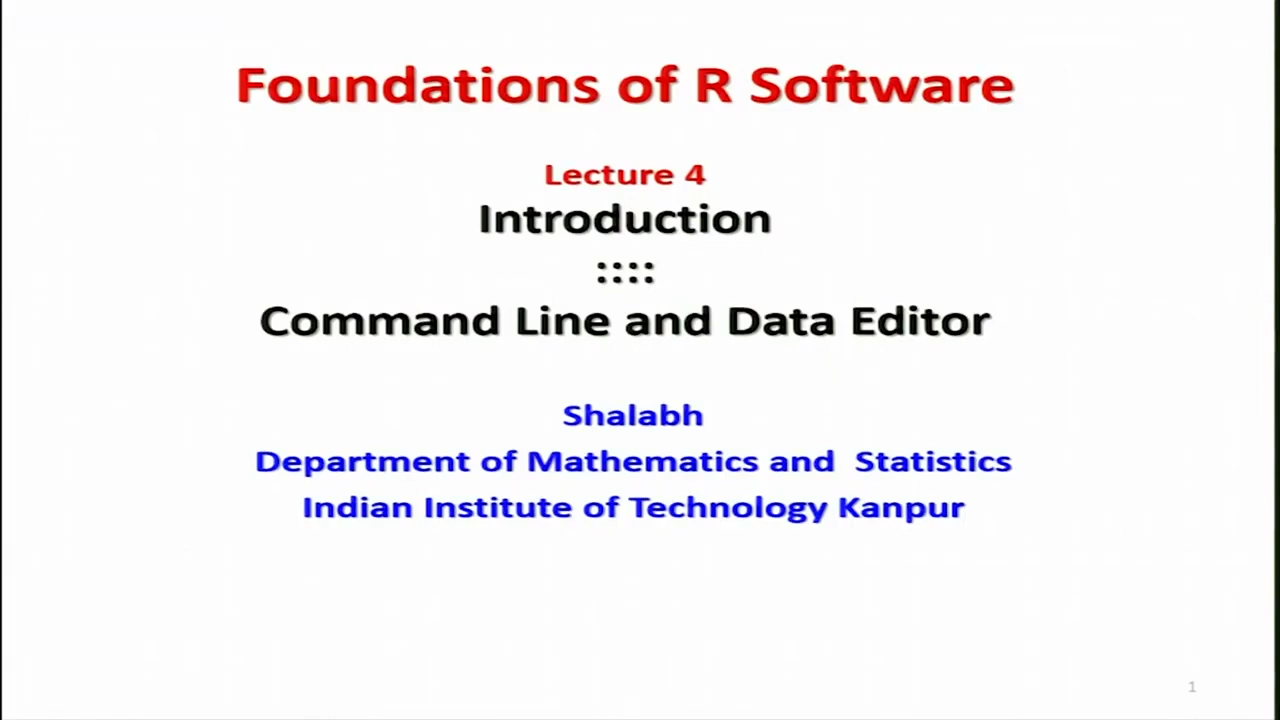 Foundations of R Software
Lecture 4
Introduction
::::
Command Line and Data Editor
Shalabh
Department of Mathematics and Statistics
Indian Institute of Technology Kanpur
1